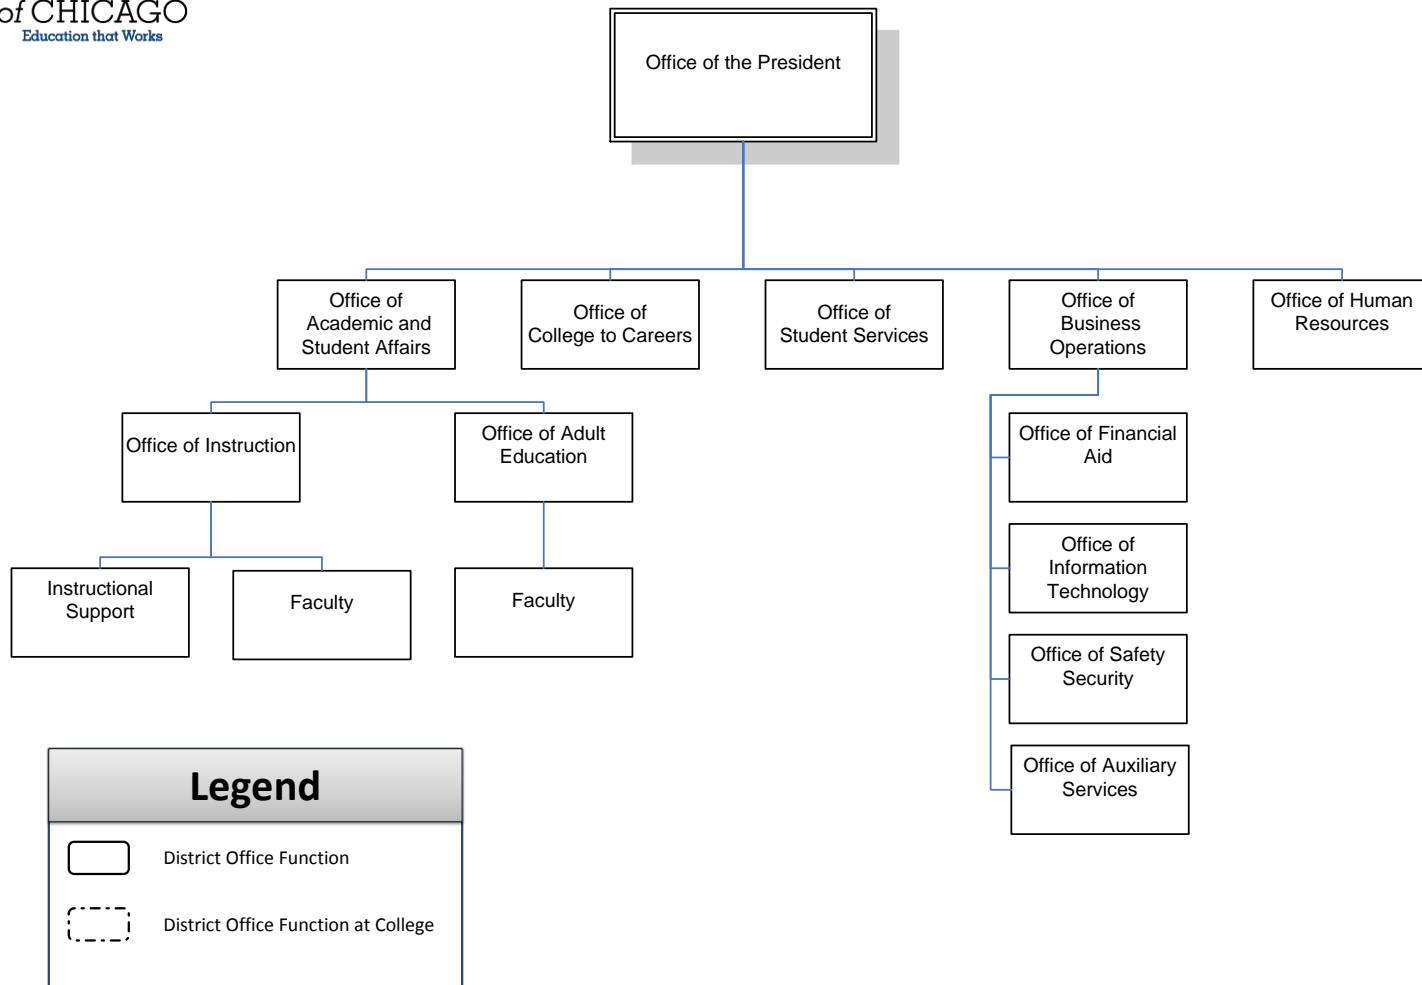 of CHICAGO
Education that Works
Office of the President
Office of
Academic and
Student Affairs
Office of
College to Careers
Office of
Student Services
Office of
Business
Operations
Office of Human
Resources
Office of Instruction
Office of Adult
Education
Office of Financial
Aid
Instructional
Support
Faculty
Faculty
Office of
Information
Technology
Office of Safety
Security
Office of Auxiliary
Services
Legend
District Office Function
District Office Function at College